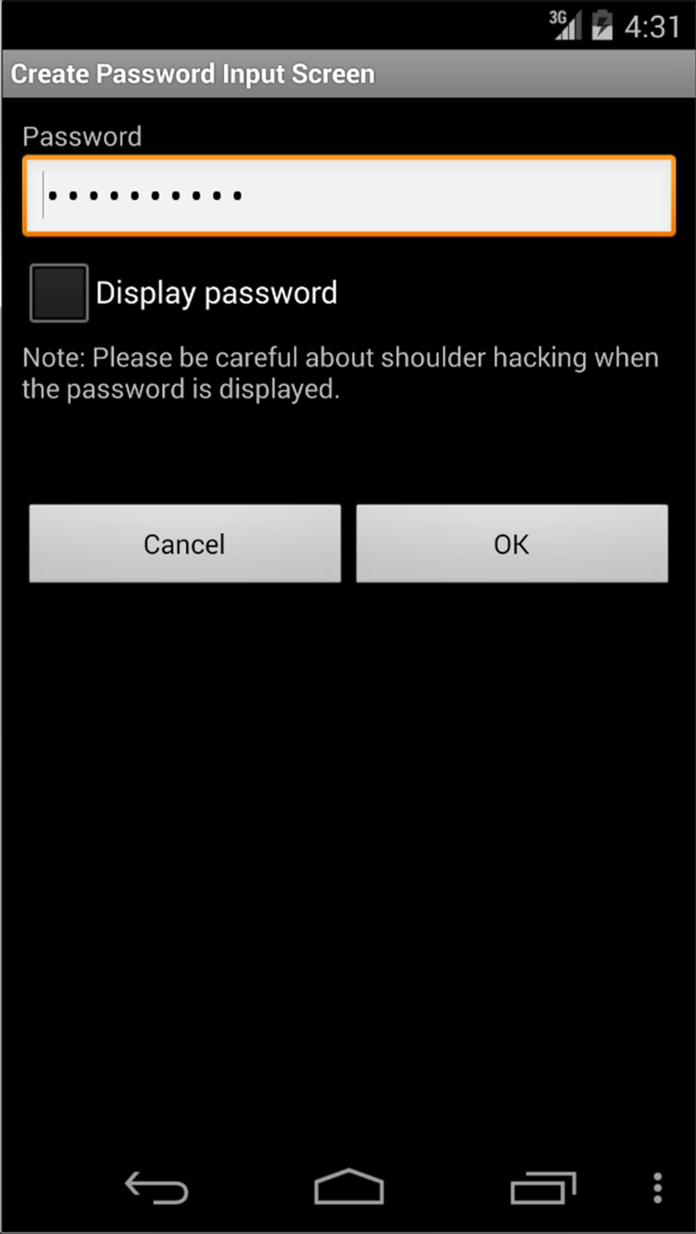 3G 4:31
Create Password Input Screen
Password
••••••••••
Display password
Note: Please be careful about shoulder hacking when
the password is displayed.
Cancel OK